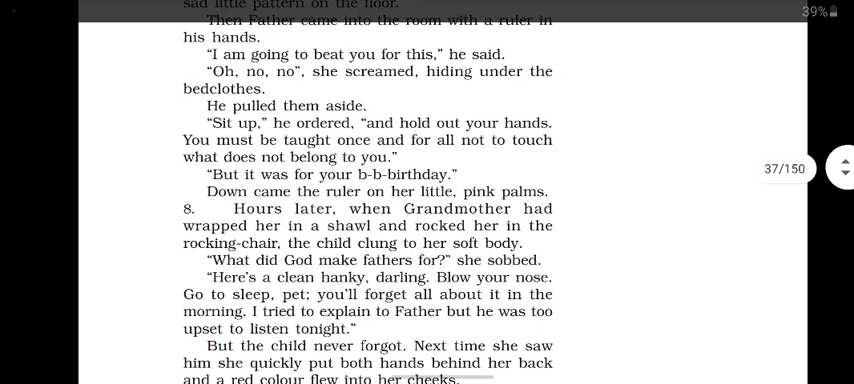 sad little pattern on the floor.
Then Father came into the room with a ruler in
his hands.
“I am going to beat you for this,” he said.
“Oh, no, no”, she screamed, hiding under the
bedclothes.
He pulled them aside.
“Sit up,” he ordered, “and hold out your hands.
You must be taught once and for all not to touch
what does not belong to you.”
“But it was for your b-b-birthday.”
Down came the ruler on her little, pink palms.
8. Hours later, when Grandmother had
wrapped her in a shawl and rocked her in the
rocking-chair, the child clung to her soft body.
“What did God make fathers for?” she sobbed.
“Here’s a clean hanky, darling. Blow your nose.
Go to sleep, pet; you’ll forget all about it in the
morning. I tried to explain to Father but he was too
upset to listen tonight.”
But the child never forgot. Next time she saw
him she quickly put both hands behind her back
and a red colour flew into her cheeks.
39%
37/150